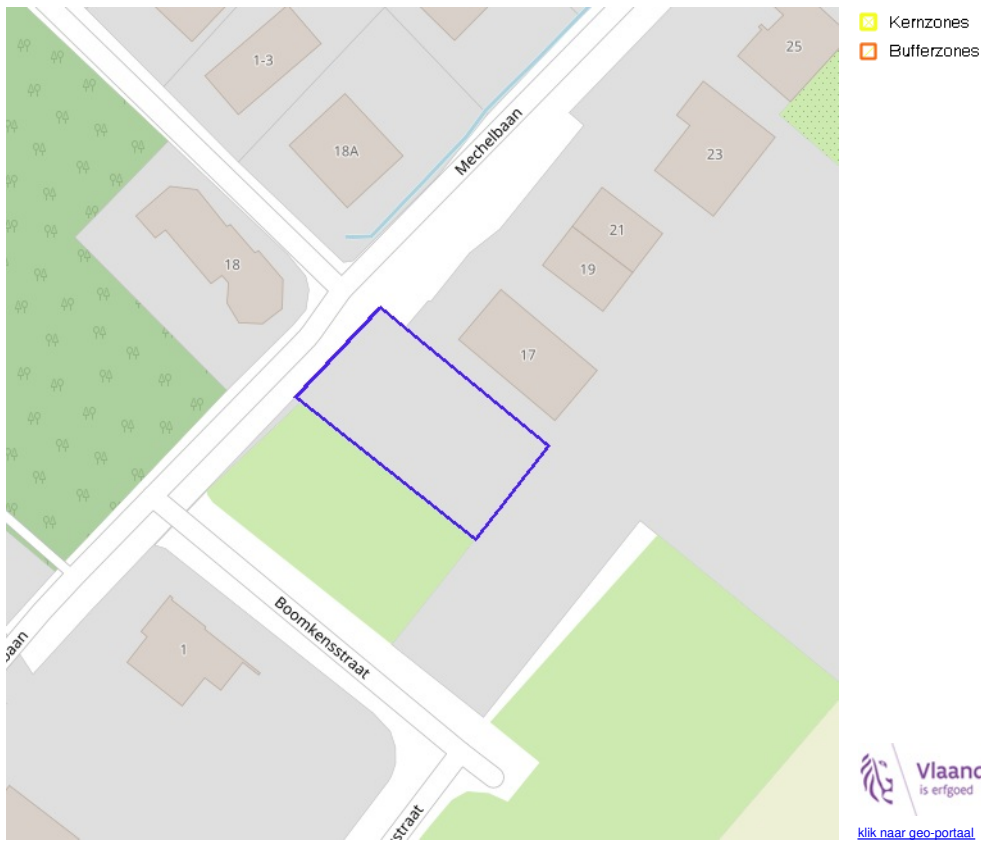 Kernzones
Bufferzones
1-3
25
18A
Mechelbaan
23
21
18
19
17
Boomkensstraat
baan
1
straat
Vlaand
is erfgoed
klik naar geo-portaal